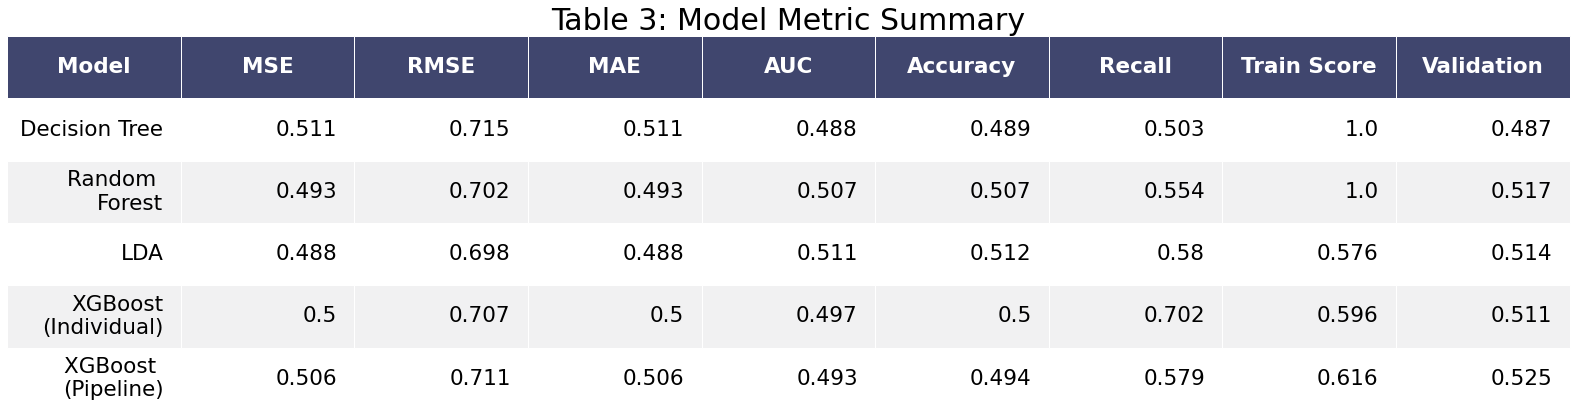 Table 3: Model Metric Summary
Model MSE RMSE MAE AUC Accuracy Recall Train Score Validation
Decision Tree 0.511 0.715 0.511 0.488 0.489 0.503 1.0 0.487
Random
Forest 0.493 0.702 0.493 0.507 0.507 0.554 1.0 0.517
LDA 0.488 0.698 0.488 0.511 0.512 0.58 0.576 0.514
XGBoost
(Individual) 0.5 0.707 0.5 0.497 0.5 0.702 0.596 0.511
XGBoost
(Pipeline) 0.506 0.711 0.506 0.493 0.494 0.579 0.616 0.525